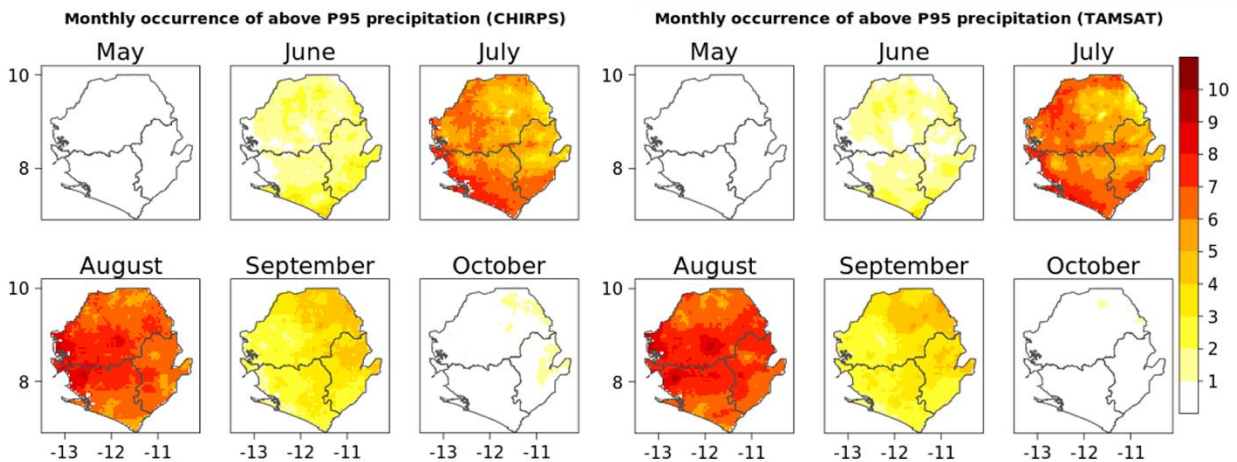 Monthly occurrence of above P95 precipitation (CHIRPS)
Monthly occurrence of above P95 precipitation (TAMSAT)
May
June
July
May
June
July
10
8
August
September
October
August
September
October
10
8
-13 -12 -11
-13 -12 -11
-13 -12 -11
-13 -12 -11
-13 -12 -11
-13 -12 -11
10
9
8
7
6
5
4
3
2
1